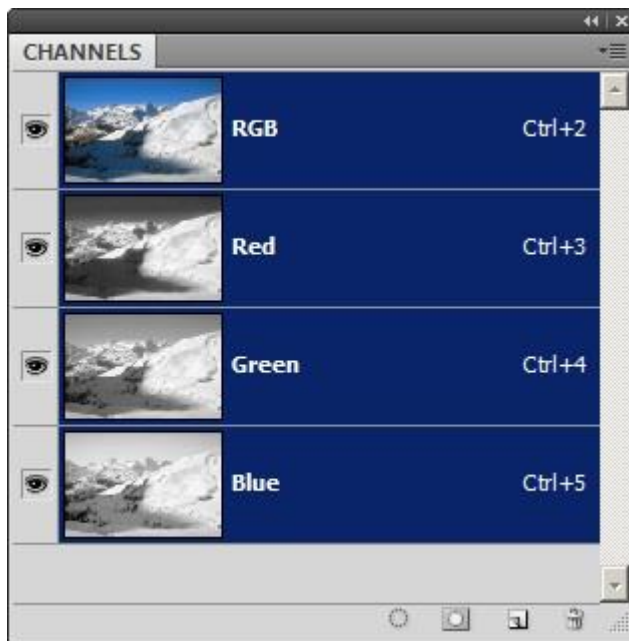 CHANNELS
RGB Ctrl+2
Red Ctrl+3
Green Ctrl+4
Blue Ctrl+5